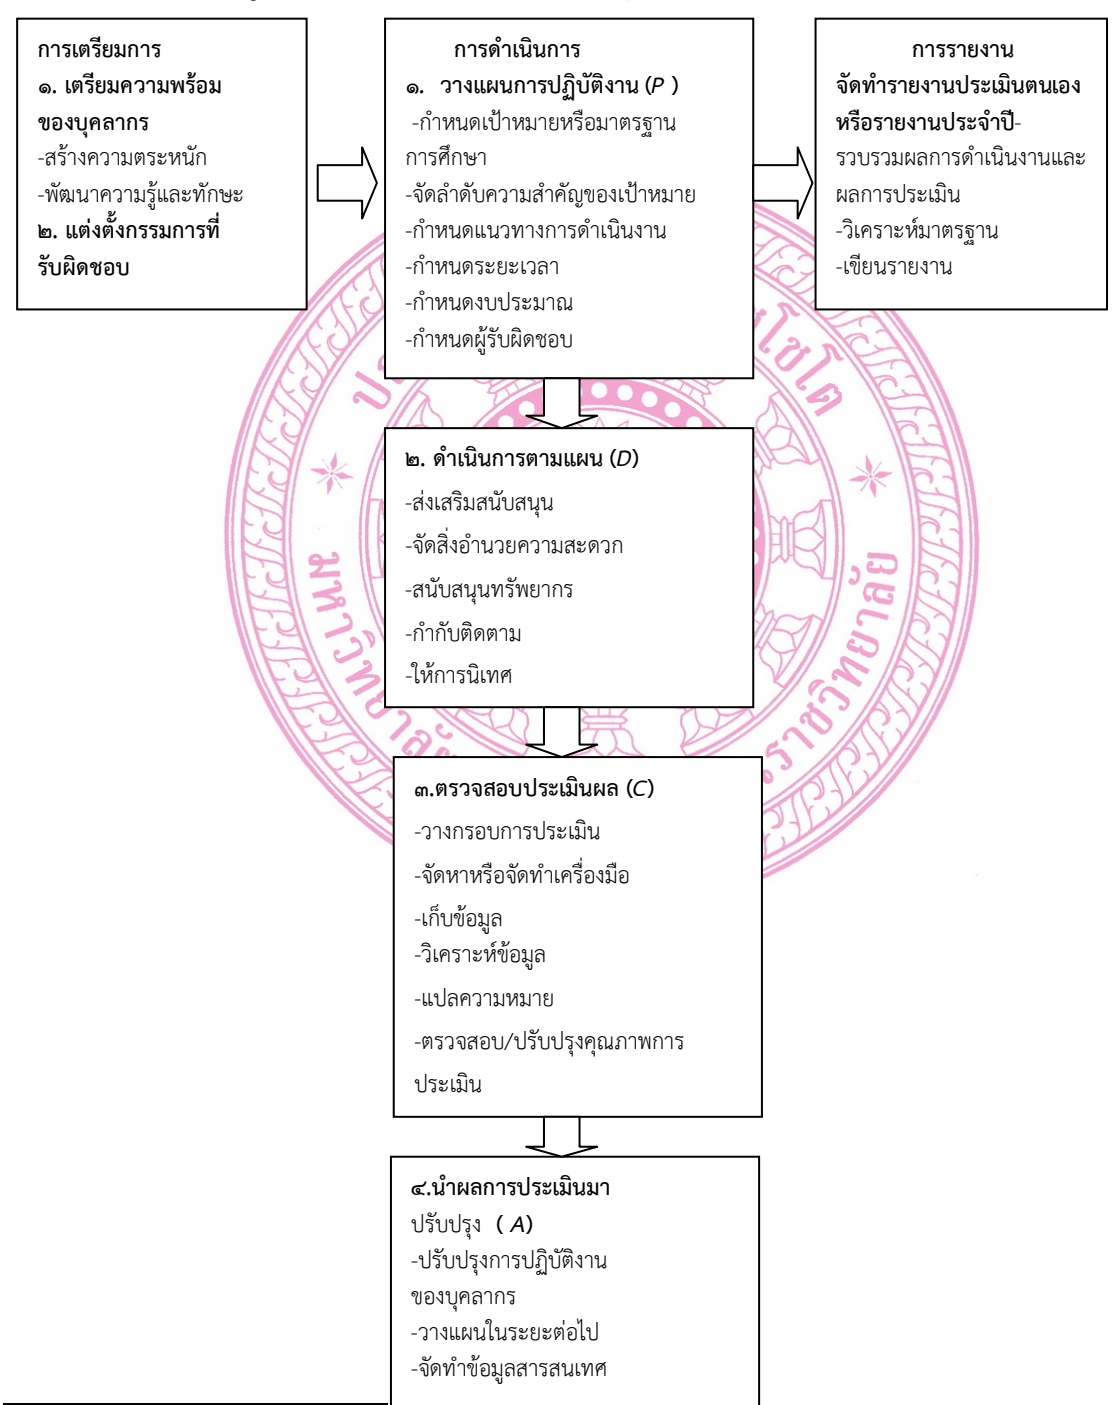 การเตรียมการ
๑. เตรียมความพร้อม
ของบุคลากร
-สร้างความตระหนัก
-พัฒนาความรู้และทักษะ
๒. แต่งตั้งกรรมการที่
รับผิดชอบ
การดำเนินการ
๑. วางแผนการปฏิบัติงาน (P )
-กำหนดเป้าหมายหรือมาตรฐาน
การศึกษา
-จัดลำดับความสำคัญของเป้าหมาย
-กำหนดแนวทางการดำเนินงาน
-กำหนดระยะเวลา
-กำหนดงบประมาณ
-กำหนดผู้รับผิดชอบ
การรายงาน
จัดทำรายงานประเมินตนเอง
หรือรายงานประจำปี-
รวบรวมผลการดำเนินงานและ
ผลการประเมิน
-วิเคราะห์มาตรฐาน
-เขียนรายงาน
๒. ดำเนินการตามแผน (D)
-ส่งเสริมสนับสนุน
-จัดสิ่งอำนวยความสะดวก
-สนับสนุนทรัพยากร
-กำกับติดตาม
-ให้การนิเทศ
๓.ตรวจสอบประเมินผล (C)
-วางกรอบการประเมิน
-จัดหาหรือจัดทำเครื่องมือ
-เก็บข้อมูล
-วิเคราะห์ข้อมูล
-แปลความหมาย
-ตรวจสอบ/ปรับปรุงคุณภาพการ
ประเมิน
๔.นำผลการประเมินมา
ปรับปรุง ( A)
-ปรับปรุงการปฏิบัติงาน
ของบุคลากร
-วางแผนในระยะต่อไป
-จัดทำข้อมูลสารสนเทศ
มหาวิทยาลัย
ราชวิทยาลัย